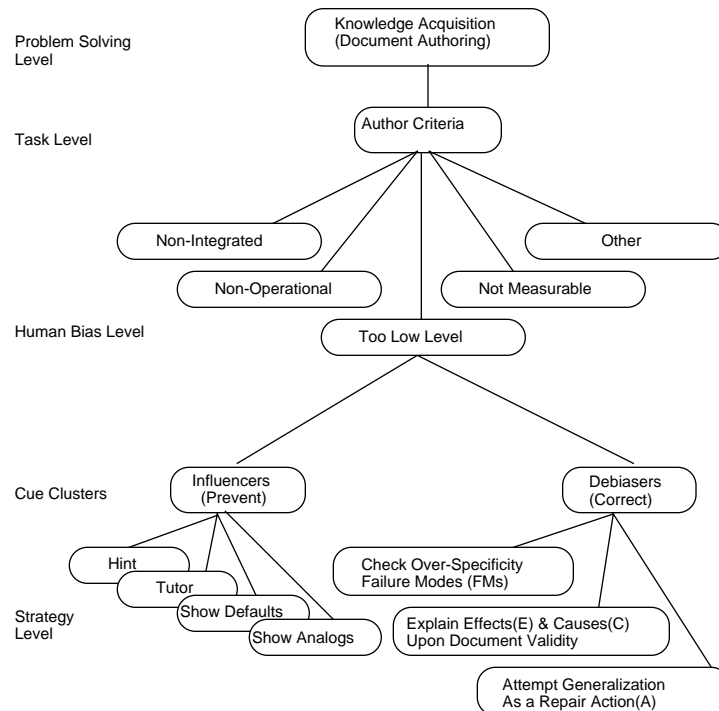 Knowledge Acquisition
(Document Authoring)
Problem Solving
Level
Author Criteria
Task Level
Non-Integrated
Other
Non-Operational
Not Measurable
Human Bias Level
Too Low Level
Influencers
(Prevent)
Debiasers
(Correct)
Cue Clusters
Hint
Check Over-Specificity
Failure Modes (FMs)
Tutor
Show Defaults
Strategy
Level
Show Analogs
Explain Effects(E) & Causes(C)
Upon Document Validity
Attempt Generalization
As a Repair Action(A)